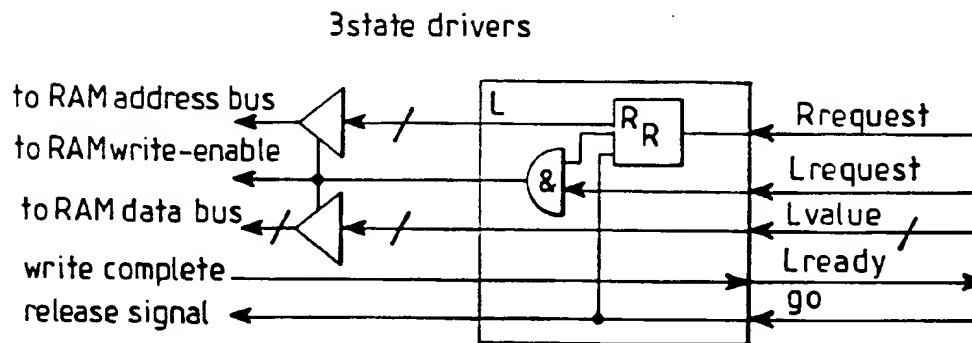 3state drivers
to RAM address bus
L
R
R
Rrequest
to RAM write-enable
&
Lrequest
to RAM data bus
Lvalue
write complete
Lready
release signal
go